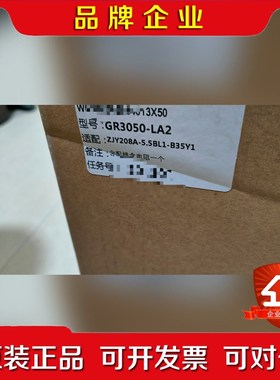 品牌企业
型号: GR3050-LA2
适配: ZJY208A-5.5BL1-B35Y1
备注:
任务号
企业
装正品 可开发票 可对